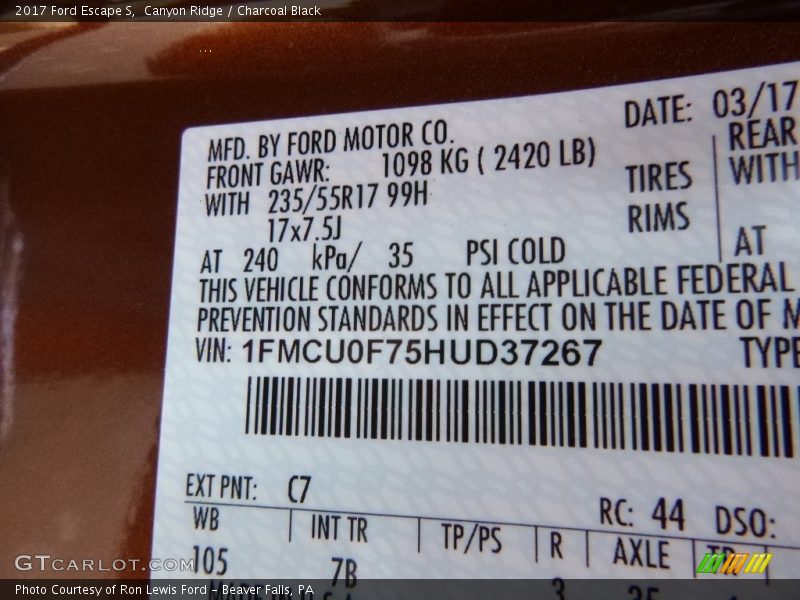 2017 Ford Escape S, Canyon Ridge / Charcoal Black
DATE: 03/17
MFD. BY FORD MOTOR CO.
FRONT GAWR: 1098 KG ( 2420 LB)
REAR
WITH 235/55R17 99H TIRES WITH
17x7.5J RIMS
AT 240 kPa/ 35 PSI COLD AT
THIS VEHICLE CONFORMS TO ALL APPLICABLE FEDERAL
PREVENTION STANDARDS IN EFFECT ON THE DATE OF M
VIN: 1FMCU0F75HUD37267 TYPE
EXT PNT: C7 RC: 44 DSO:
WB INT TR TP/PS R AXLE TR
105 7B 3
GTCARLOT.COM
Photo Courtesy of Ron Lewis Ford – Beaver Falls, PA